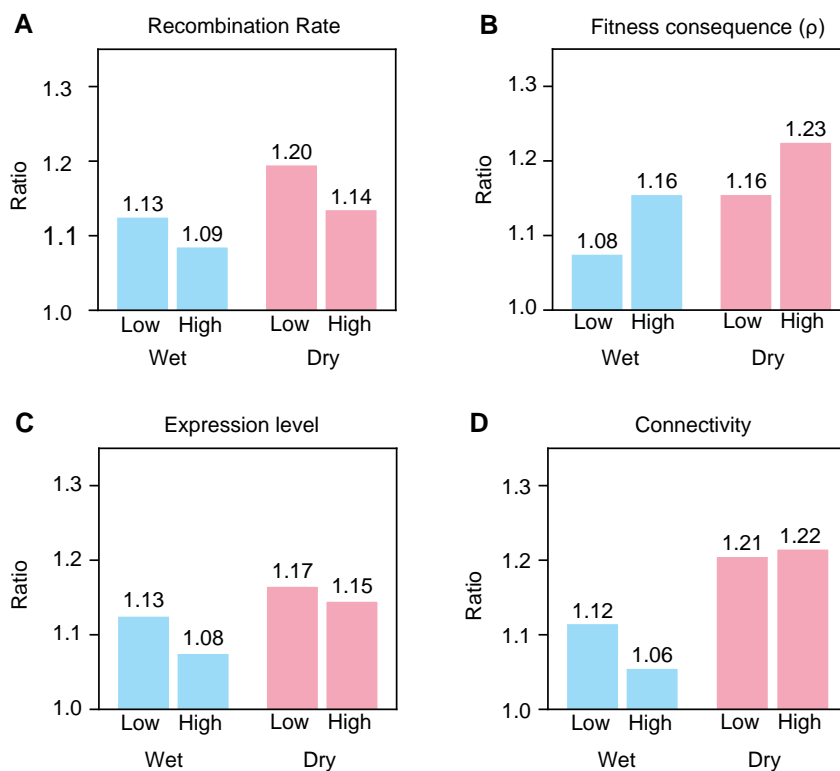 A
Recombination Rate
Ratio
1.3
1.2
1.1
1.0
1.13
1.09
1.20
1.14
Low High Low High
Wet Dry
B
Fitness consequence (ρ)
Ratio
1.3
1.2
1.1
1.0
1.08
1.16
1.16
1.23
Low High Low High
Wet Dry
C
Expression level
Ratio
1.3
1.2
1.1
1.0
1.13
1.08
1.17
1.15
Low High Low High
Wet Dry
D
Connectivity
Ratio
1.3
1.2
1.1
1.0
1.12
1.06
1.21
1.22
Low High Low High
Wet Dry